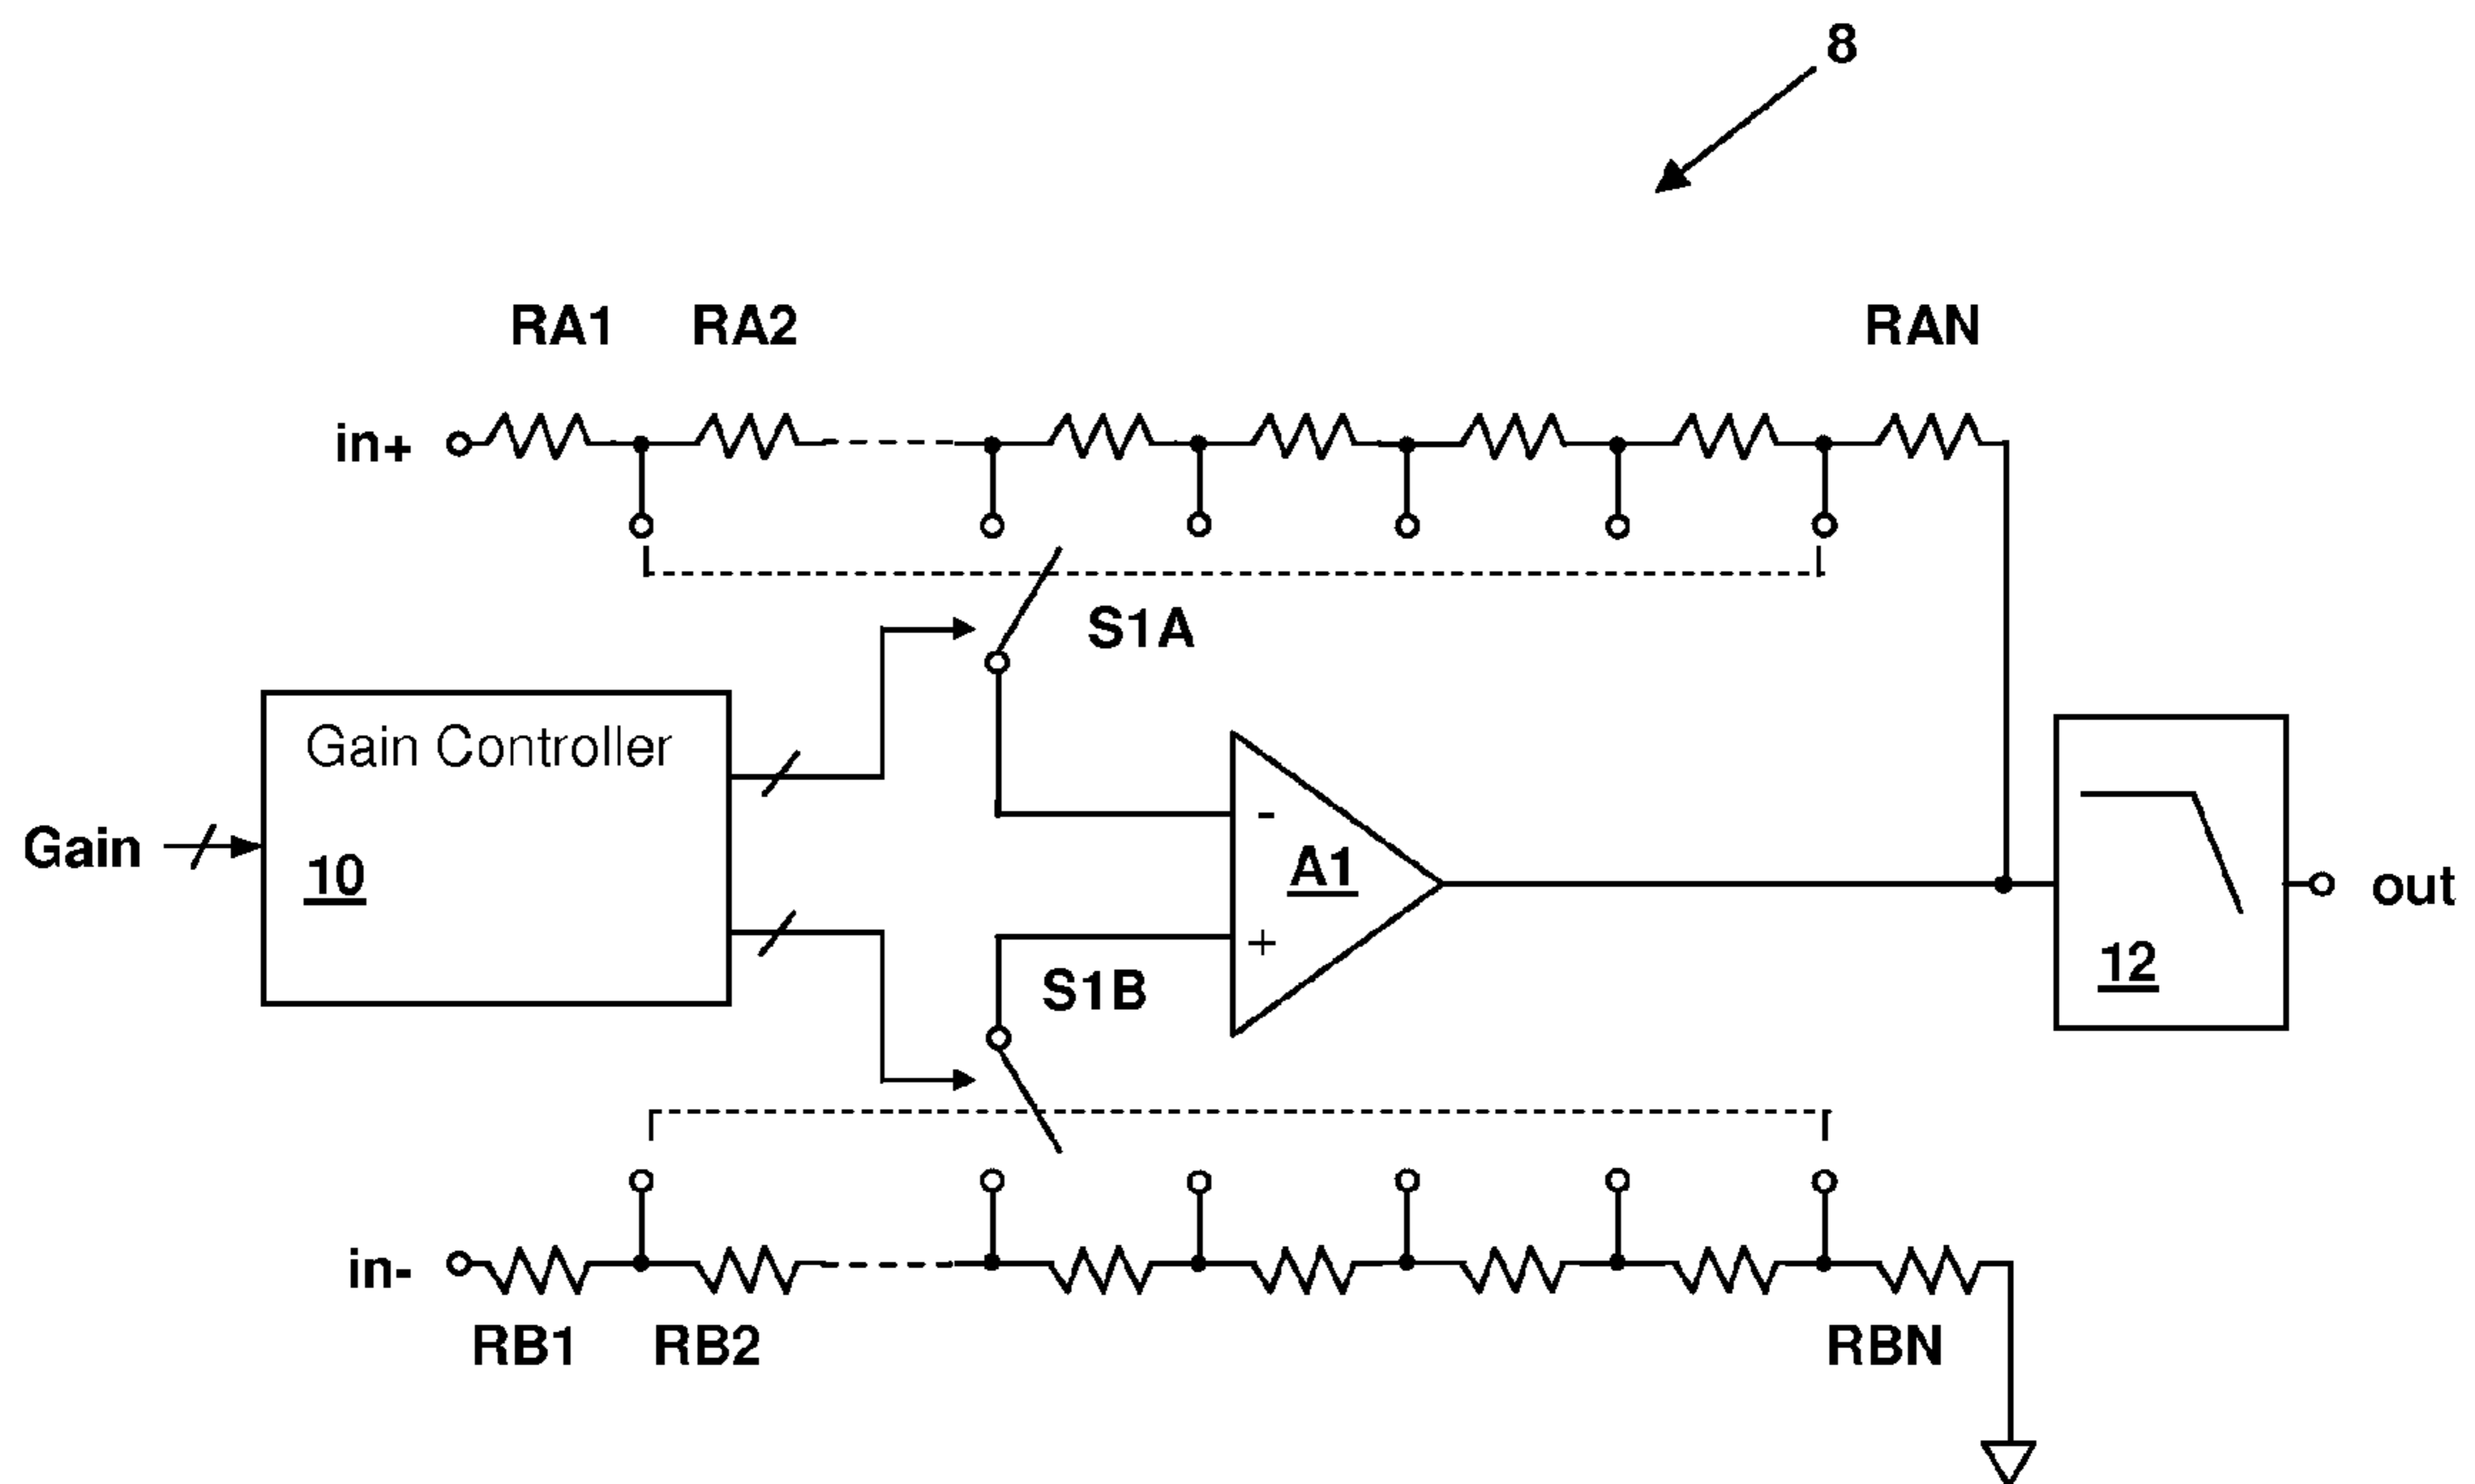 8
RA1 RA2 RAN
in+
S1A
Gain Controller
10
Gain
-
A1
+
out
12
S1B
in-
RB1 RB2 RBN